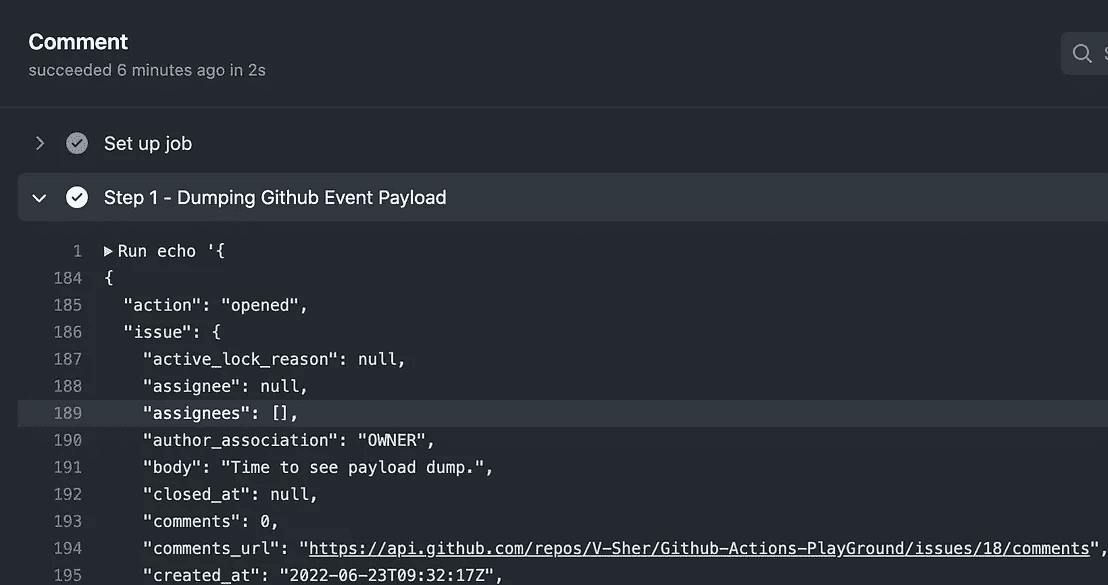 Comment
succeeded 6 minutes ago in 2s
Set up job
Step 1 - Dumping Github Event Payload
1 Run echo '{
184 {
185 "action": "opened",
186 "issue": {
187 "active_lock_reason": null,
188 "assignee": null,
189 "assignees": [],
190 "author_association": "OWNER",
191 "body": "Time to see payload dump.",
192 "closed_at": null,
193 "comments": 0,
194 "comments_url": "https://api.github.com/repos/V-Sher/Github-Actions-PlayGround/issues/18/comments",
195 "created_at": "2022-06-23T09:32:17Z",